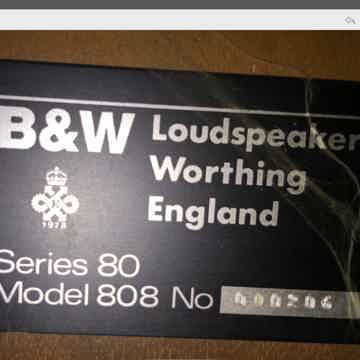 B&W Loudspeaker
Worthing
England
1978
Series 80
Model 808 No